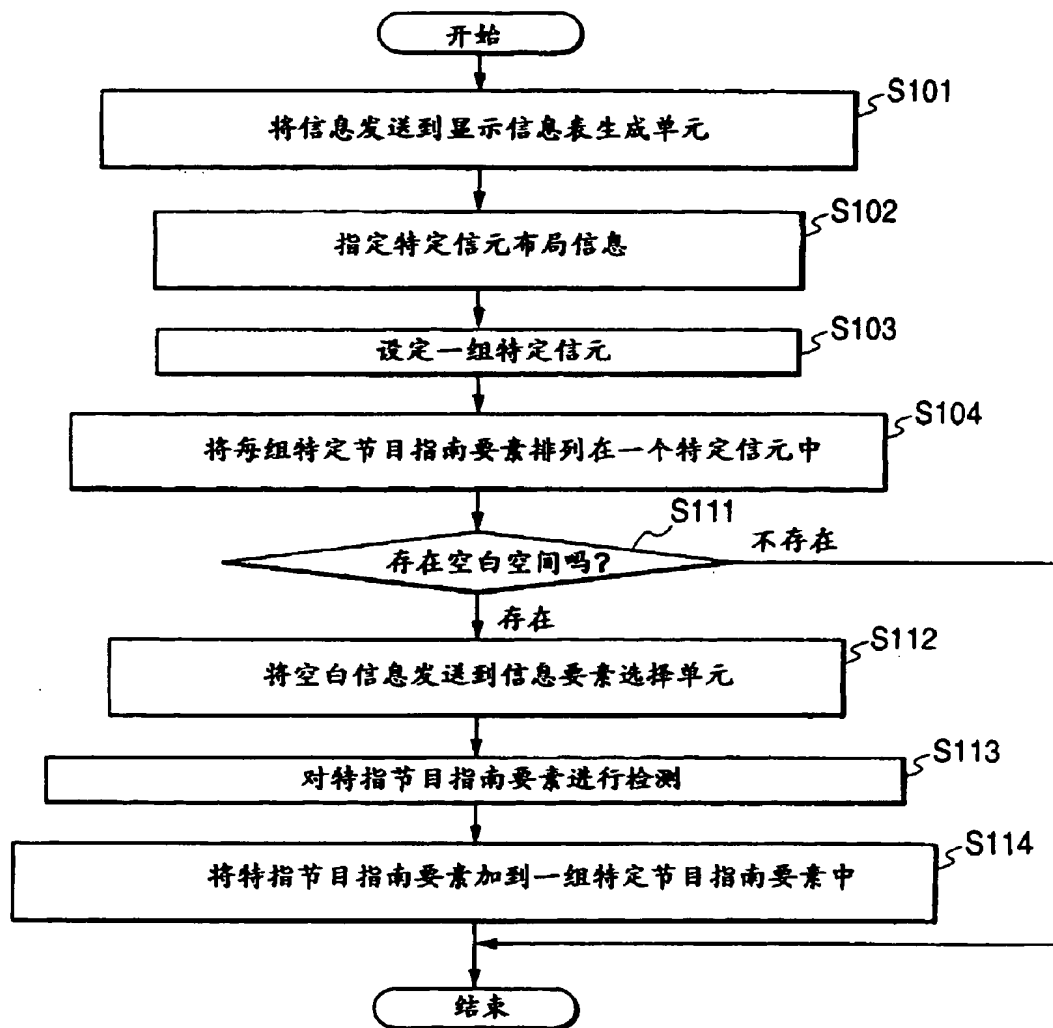 开始
S101
将信息发送到显示信息表生成单元
S102
指定特定信元布局信息
S103
设定一组特定信元
S104
将每组特定节目指南要素排列在一个特定信元中
S111
存在空白空间吗?
不存在
存在
S112
将空白信息发送到信息要素选择单元
S113
对特指节目指南要素进行检测
S114
将特指节目指南要素加到一组特定节目指南要素中
结束